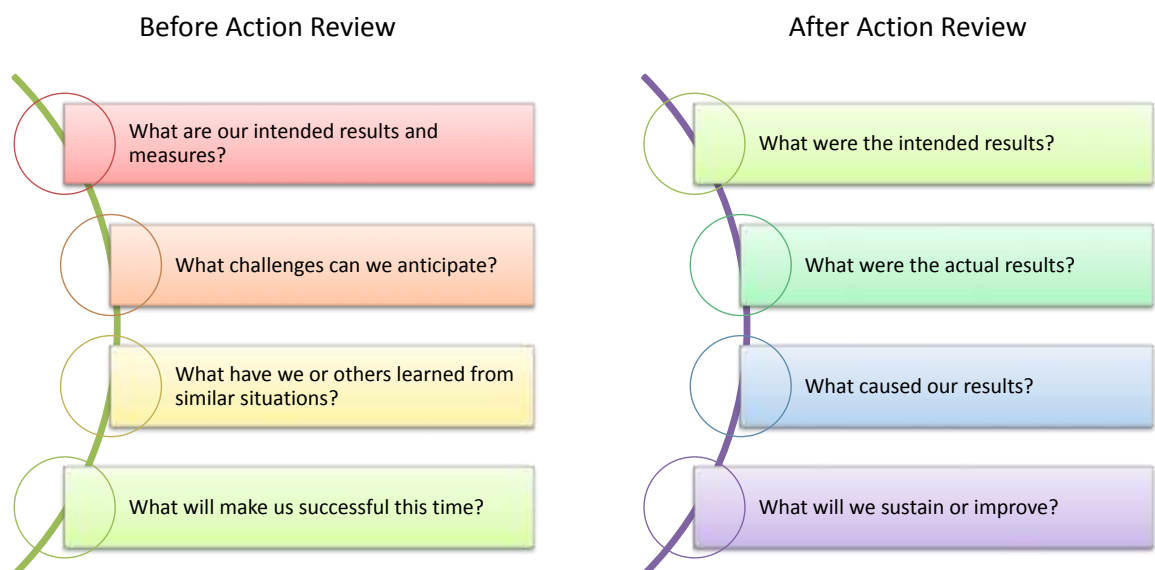 Before Action Review
What are our intended results and
measures?
What challenges can we anticipate?
What have we or others learned from
similar situations?
What will make us successful this time?
After Action Review
What were the intended results?
What were the actual results?
What caused our results?
What will we sustain or improve?